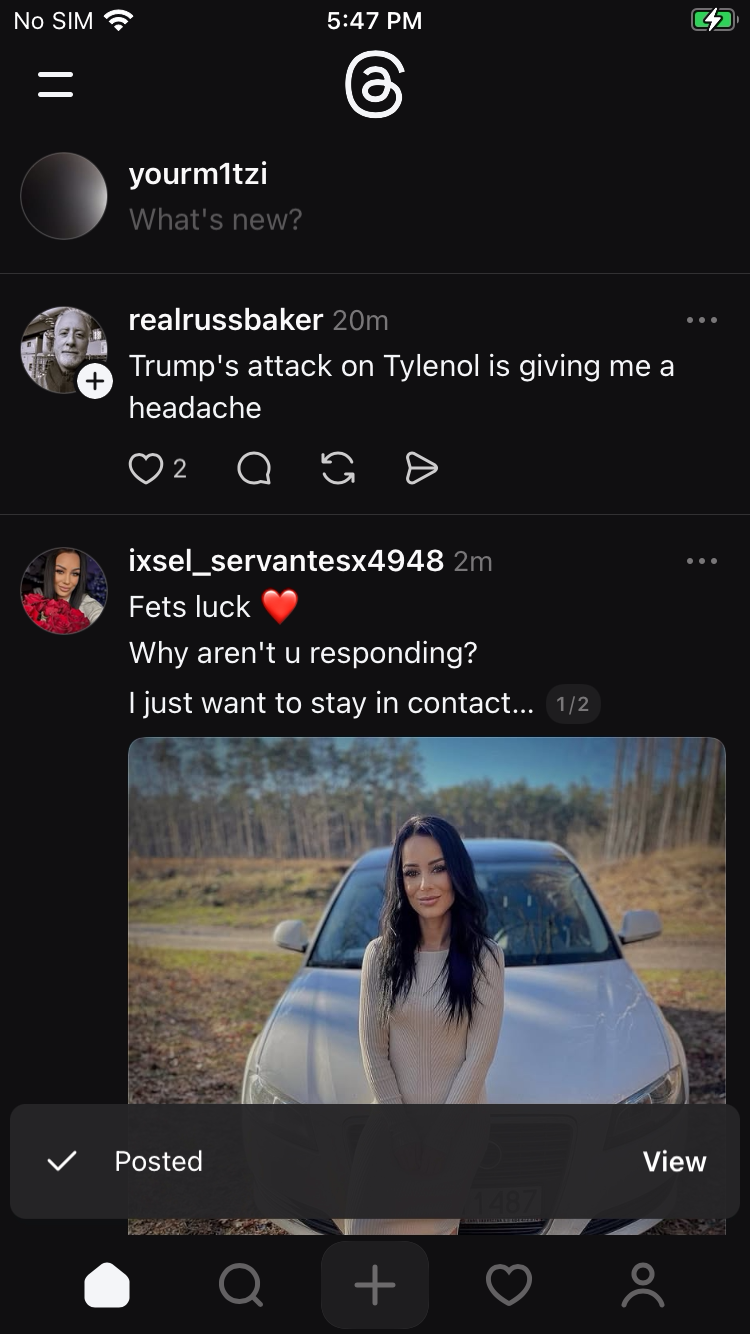 No SIM 5:47 PM
yourm1tzi
What's new?
realrussbaker 20m
Trump's attack on Tylenol is giving me a
headache
2
ixsel_servantesx4948 2m
Fets luck ❤️
Why aren't u responding?
I just want to stay in contact... 1/2
Posted View
1487